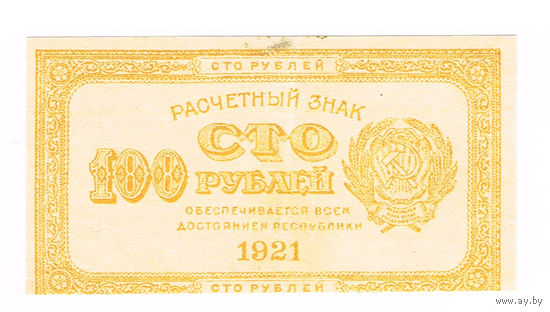 СТО РУБЛЕЙ
РАСЧЕТНЫЙ ЗНАК
СТО
100 РУБЛЕЙ
ОБЕСПЕЧИВАЕТСЯ ВСЕМ
ДОСТОЯНИЕМ РЕСПУБЛИКИ
1921
СТО РУБЛЕЙ
www.ay.by